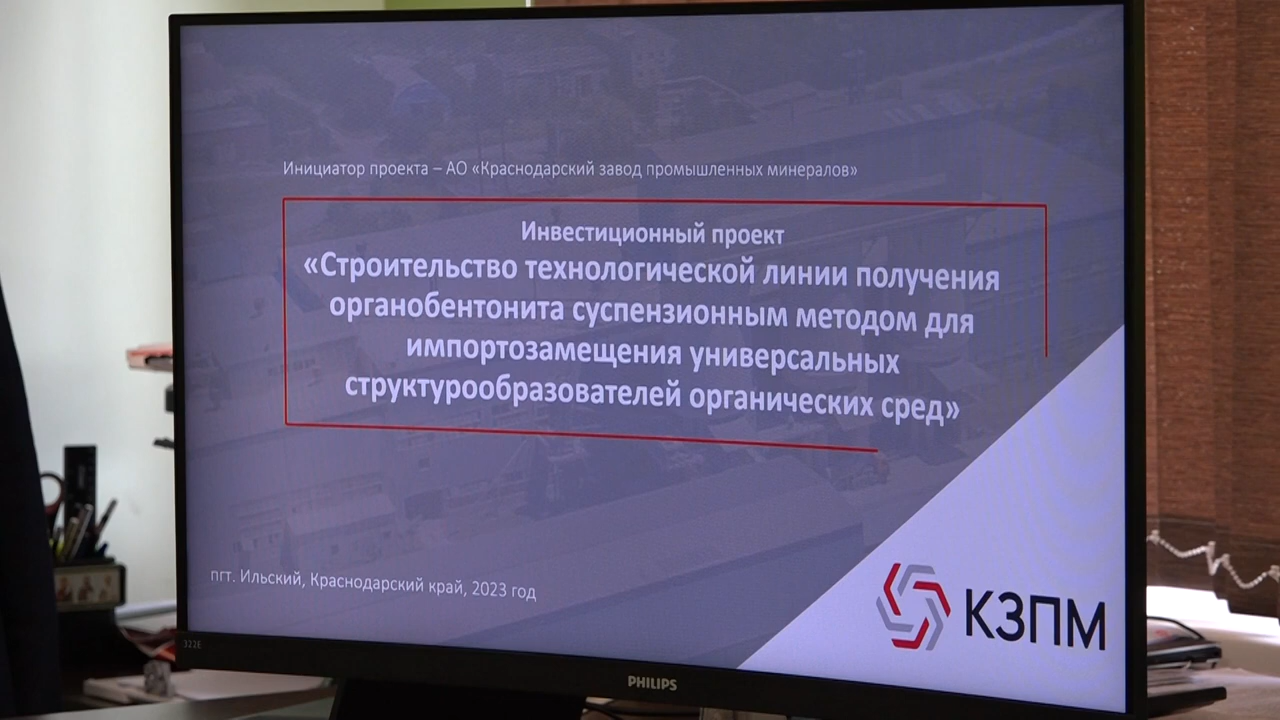 Инициатор проекта – АО «Краснодарский завод промышленных минералов»
Инвестиционный проект
«Строительство технологической линии получения
органобентонита суспензионным методом для
импортозамещения универсальных
структурообразователей органических сред»
пгт. Ильский, Краснодарский край, 2023 год
КЗПМ
322E
PHILIPS